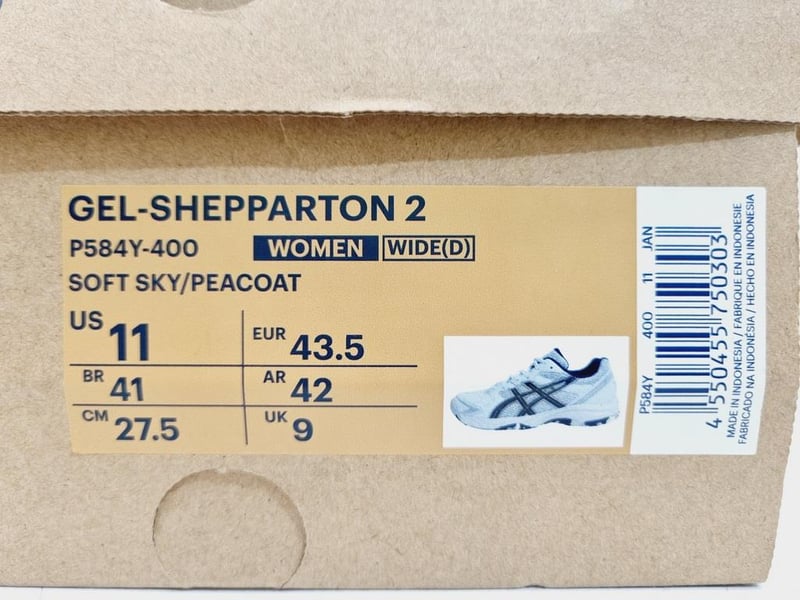 GEL-SHEPPARTON 2
P584Y-400 WOMEN WIDE(D)
SOFT SKY/PEACOAT
US 11 EUR 43.5
BR 41 AR 42
CM 27.5 UK 9
P584Y 400 11 JAN
4 550455 750303
MADE IN INDONESIA / FABRIQUE EN INDONESIE
FABRICADO NA INDONÉSIA / HECHO EN INDONESIA